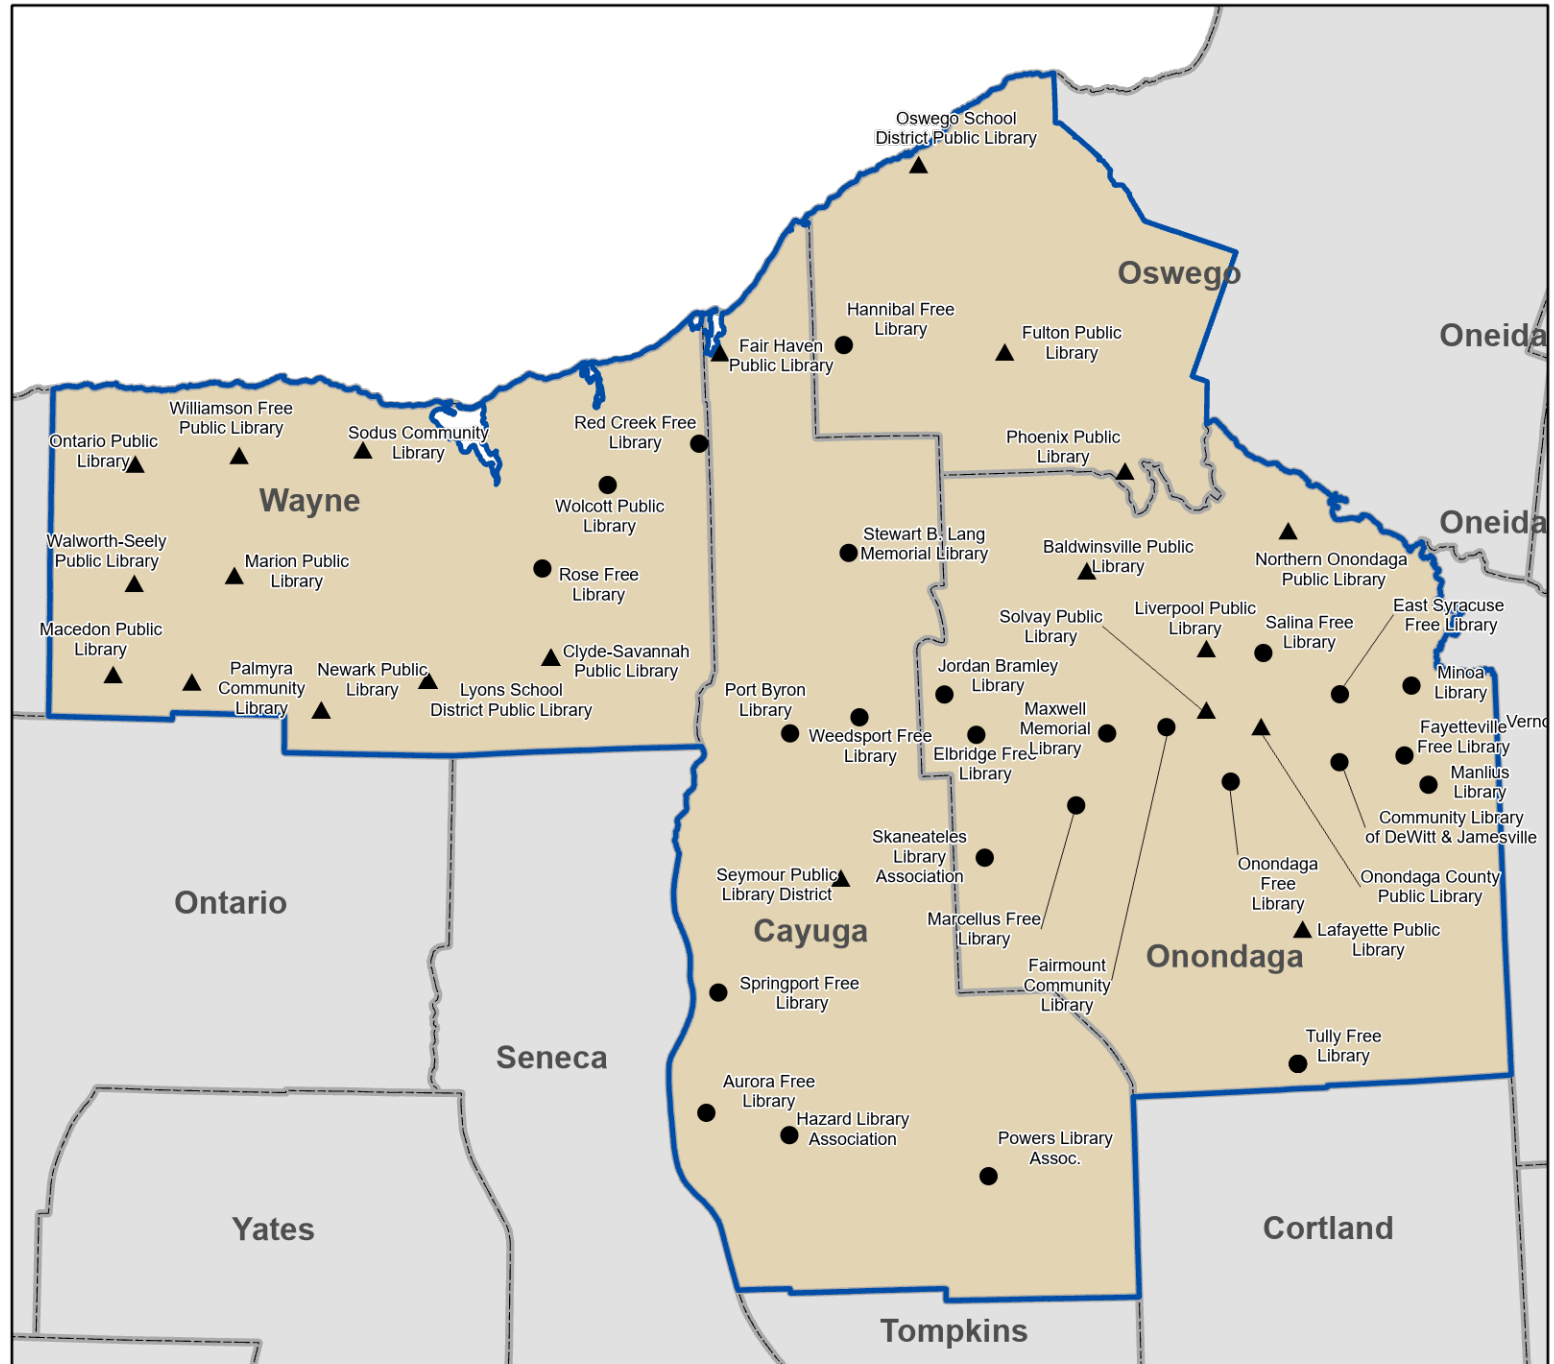 Oswego School
District Public Library
Oswego
Hannibal Free
Library
Fulton Public
Library
Fair Haven
Public Library
Oneida
Williamson Free
Public Library
Ontario Public
Library
Sodus Community
Library
Red Creek Free
Library
Phoenix Public
Library
Wayne
Wolcott Public
Library
Oneida
Walworth-Seely
Public Library
Marion Public
Library
Rose Free
Library
Stewart B. Lang
Memorial Library
Baldwinsville Public
Library
Northern Onondaga
Public Library
Solvay Public
Library
Liverpool Public
Library
Salina Free
Library
East Syracuse
Free Library
Macedon Public
Library
Palmyra
Community
Library
Newark Public
Library
Lyons School
District Public Library
Clyde-Savannah
Public Library
Port Byron
Library
Weedsport Free
Library
Jordan Bramley
Library
Elbridge Free
Library
Maxwell
Memorial
Library
Minoa
Library
Fayetteville
Free Library
Verno
Manlius
Library
Community Library
of DeWitt & Jamesville
Skaneateles
Library
Association
Onondaga
Free
Library
Onondaga County
Public Library
Seymour Public
Library District
Ontario
Cayuga
Marcellus Free
Library
Lafayette Public
Library
Onondaga
Fairmount
Community
Library
Springport Free
Library
Seneca
Tully Free
Library
Aurora Free
Library
Hazard Library
Association
Powers Library
Assoc.
Yates
Cortland
Tompkins